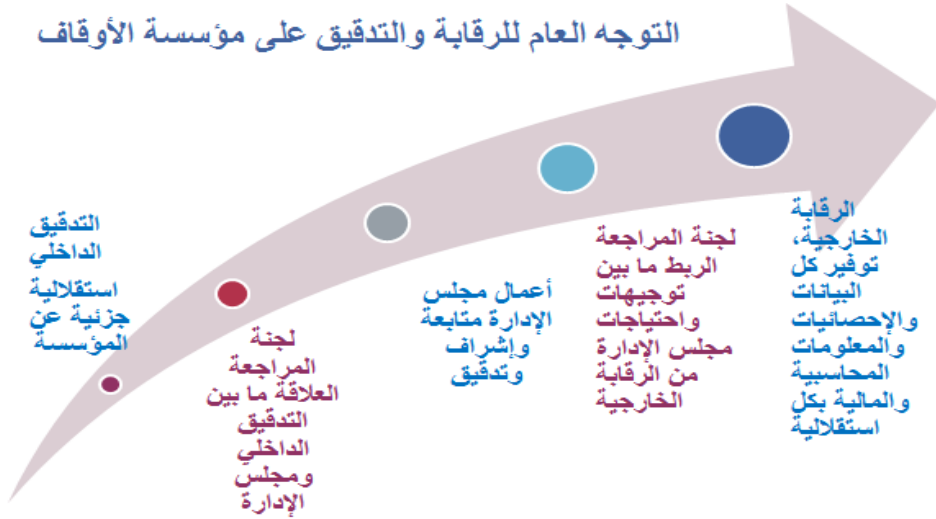 التوجه العام للرقابة والتدقيق على مؤسسة الأوقاف
التدقيق
الداخلي
استقلالية
جزئية عن
المؤسسة
لجنة
المراجعة
العلاقة ما بين
التدقيق
الداخلي
ومجلس
الإدارة
أعمال مجلس
الإدارة متابعة
وإشراف
وتدقيق
لجنة المراجعة
الربط ما بين
توجيهات
واحتياجات
مجلس الإدارة
من الرقابة
الخارجية
الرقابة
الخارجية،
توفير كل
البيانات
والإحصائيات
والمعلومات
المحاسبية
والمالية بكل
استقلالية